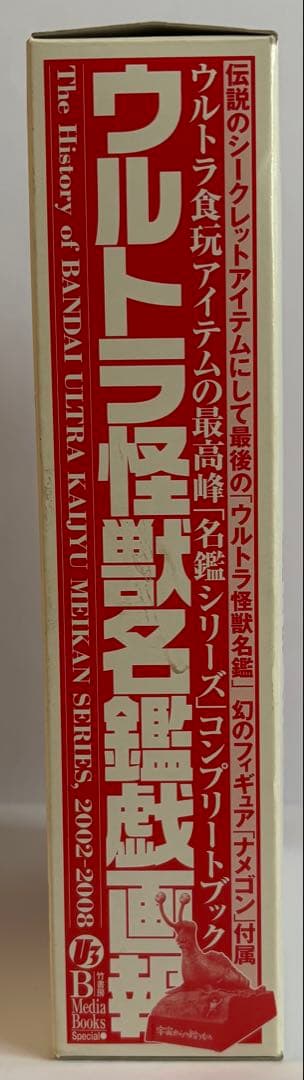 伝説のシークレットアイテムにして最後の「ウルトラ怪獣名鑑」幻のフィギュア「ナメゴン」付属
ウルトラ食玩アイテムの最高峰「名鑑シリーズ」コンプリートブック
ウルトラ怪獣名鑑戯画報
The History of BANDAI ULTRA KAIJYU MEIKAN SERIES, 2002-2008
U3
B
竹書房
Media
Books
Special●
宇宙からの贈りもの